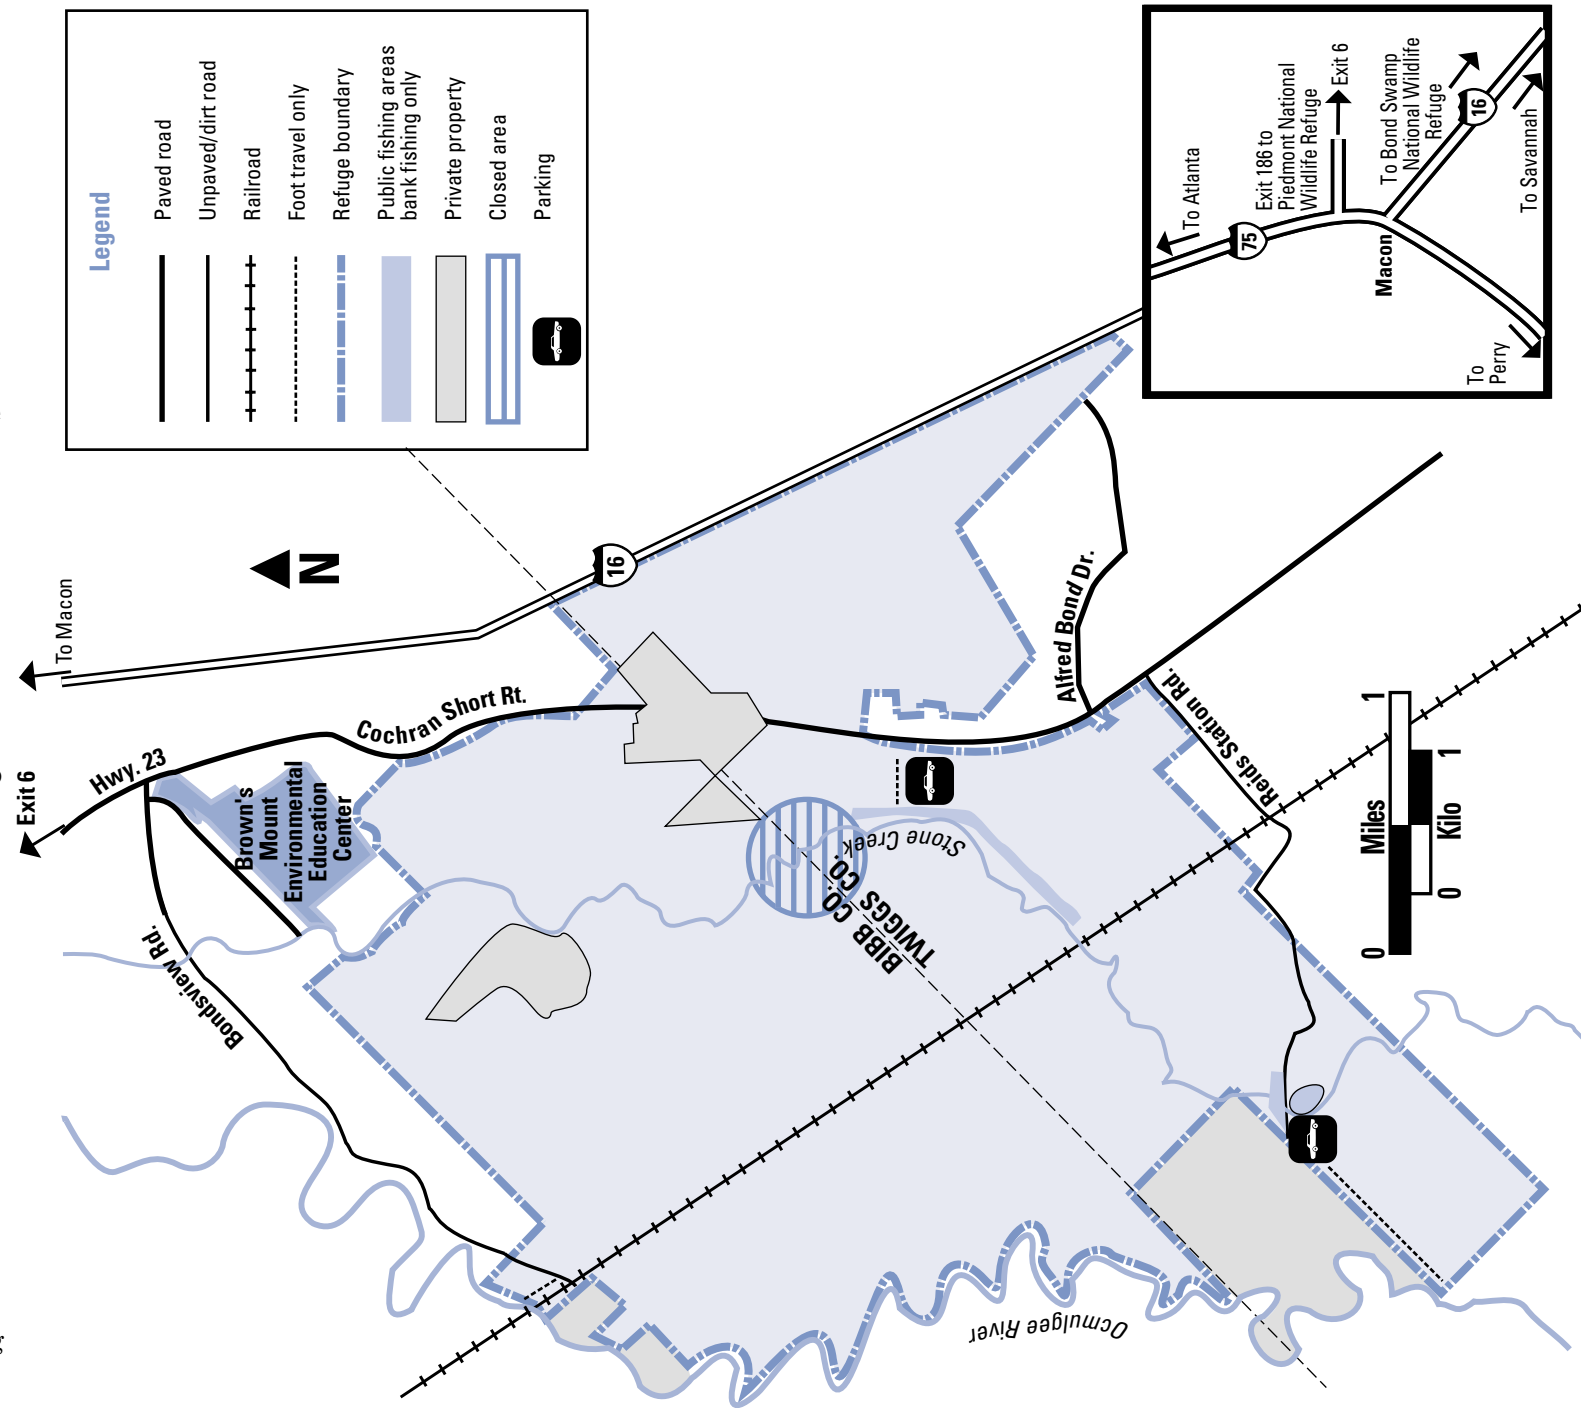 Exit 6
To Macon
Hwy. 23
Cochran Short Rt.
Brown's
Mount
Environmental
Education
Center
Bondsview Rd.
N
16
Alfred Bond Dr.
Reids Station Rd.
Stone Creek
BIBB CO.
TWIGGS CO.
Ocmulgee River
0 Miles 1
0 Kilo 1
Legend
Paved road
Unpaved/dirt road
Railroad
Foot travel only
Refuge boundary
Public fishing areas
bank fishing only
Private property
Closed area
Parking
To Atlanta
75
Exit 186 to
Piedmont National
Wildlife Refuge
Exit 6
Macon
To Bond Swamp
National Wildlife
Refuge
16
To Savannah
To
Perry